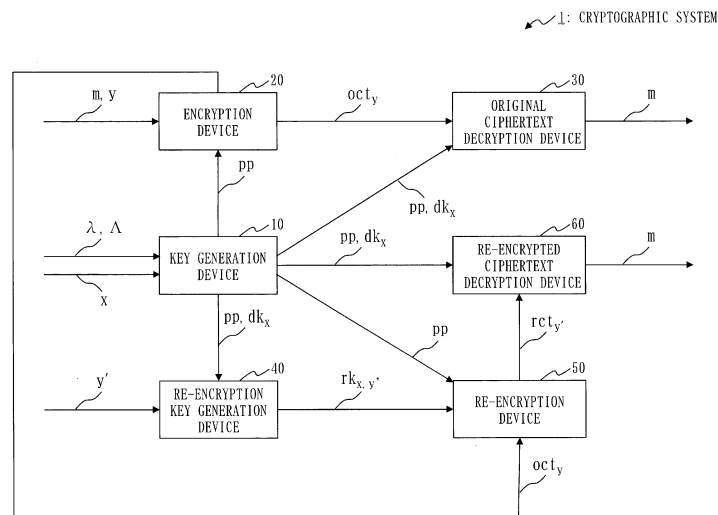 1: CRYPTOGRAPHIC SYSTEM
20
30
m, y
ENCRYPTION
DEVICE
oct_y
ORIGINAL
CIPHERTEXT
DECRYPTION DEVICE
m
pp
pp, dk_x
10
60
λ, Λ
x
KEY GENERATION
DEVICE
pp, dk_x
RE-ENCRYPTED
CIPHERTEXT
DECRYPTION DEVICE
m
pp, dk_x
pp
rct_y'
40
50
y'
RE-ENCRYPTION
KEY GENERATION
DEVICE
rk_x, y'
RE-ENCRYPTION
DEVICE
oct_y